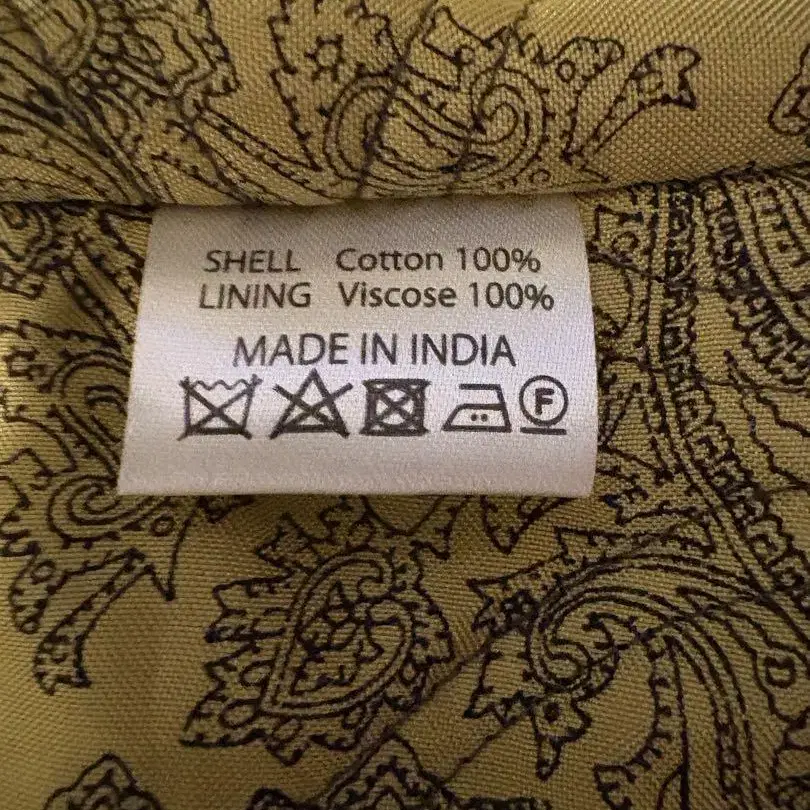 SHELL Cotton 100%
LINING Viscose 100%
MADE IN INDIA
F